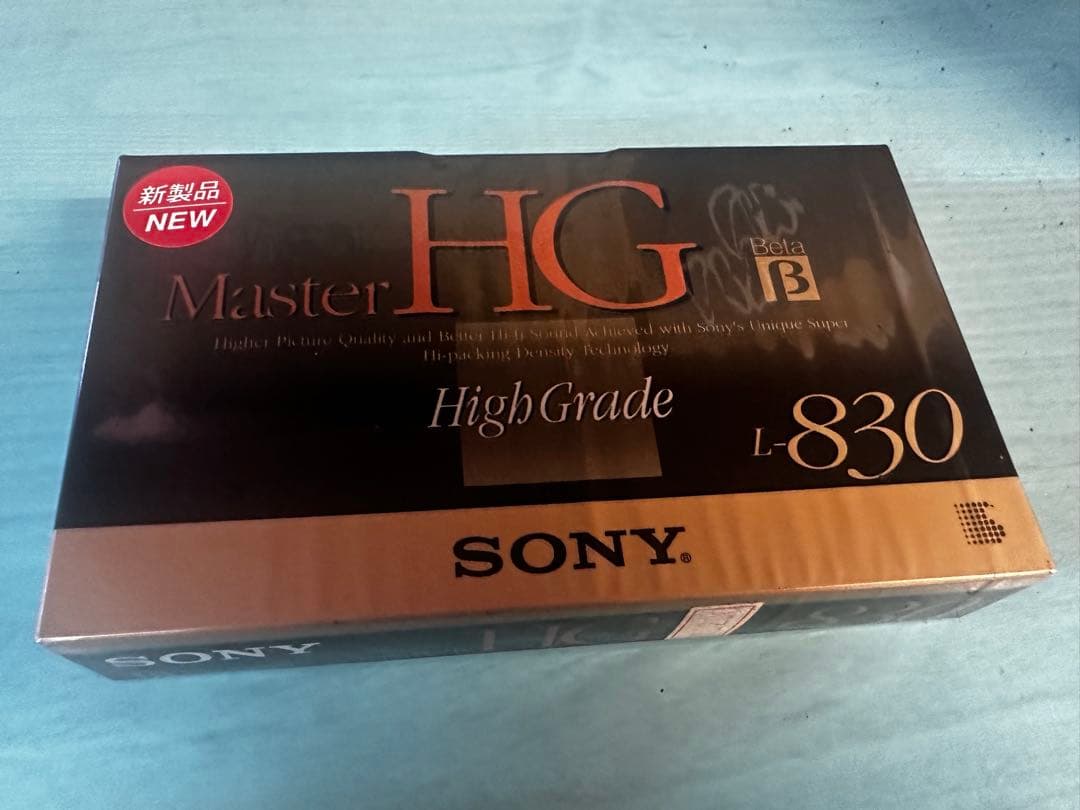 新製品
NEW
Master HG
Beta
β
Higher Picture Quality and Better Hi-Fi Sound Achieved with Sony's Unique Super
Hi-packing Density Technology
High Grade
L-830
SONY®
SONY